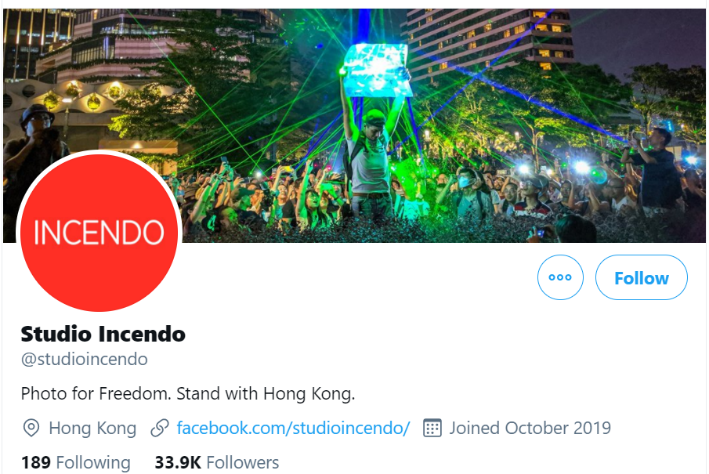 INCENDO
Follow
Studio Incendo
@studioincendo
Photo for Freedom. Stand with Hong Kong.
Hong Kong facebook.com/studioincendo/ Joined October 2019
189 Following 33.9K Followers